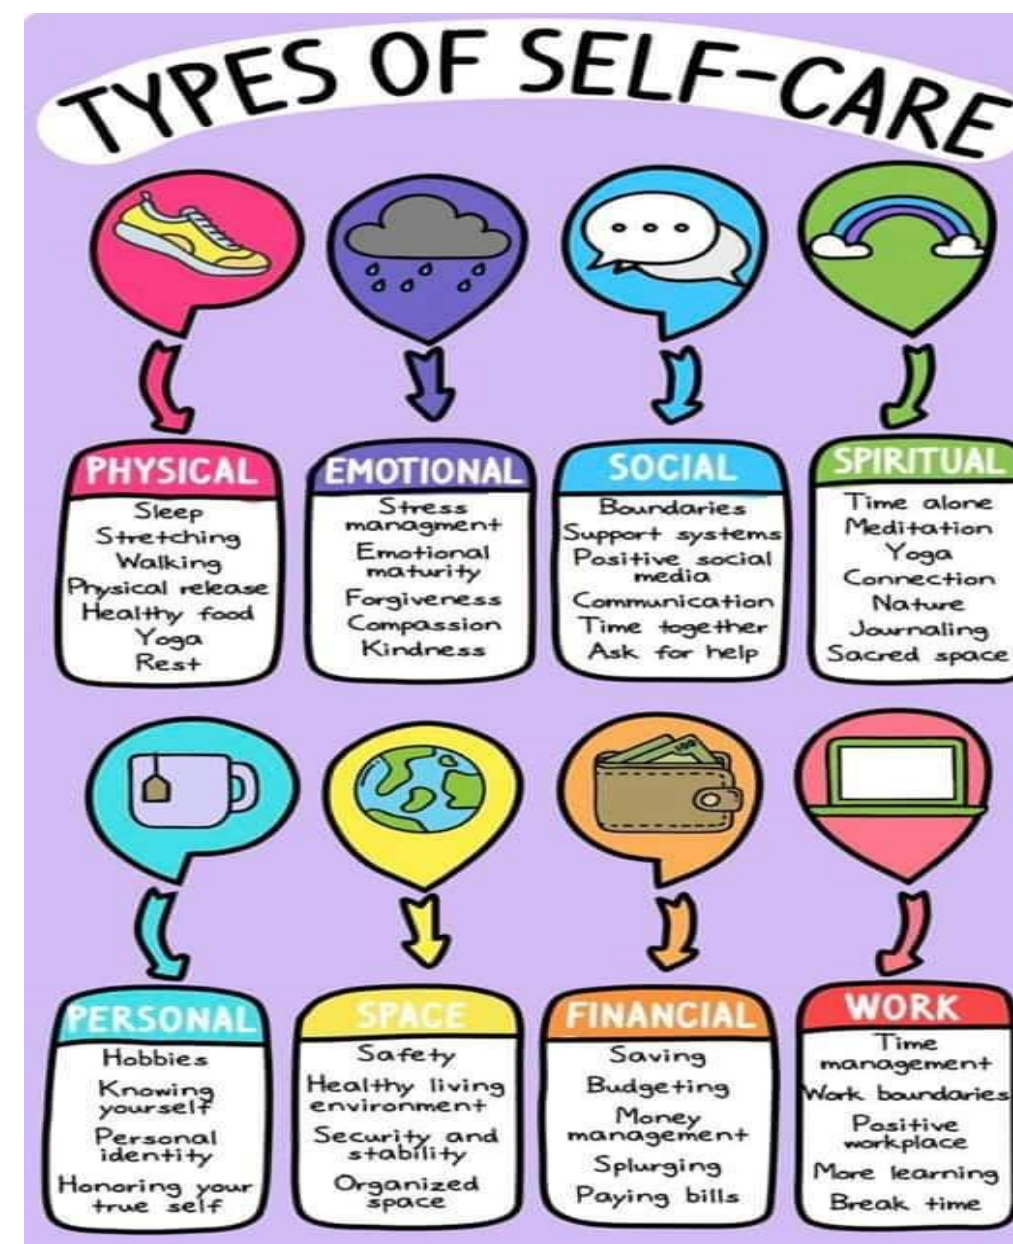 TYPES OF SELF-CARE
PHYSICAL
Sleep
Stretching
Walking
Physical release
Healthy food
Yoga
Rest
EMOTIONAL
Stress
managment
Emotional
maturity
Forgiveness
Compassion
Kindness
SOCIAL
Boundaries
Support systems
Positive social
media
Communication
Time together
Ask for help
SPIRITUAL
Time alone
Meditation
Yoga
Connection
Nature
Journaling
Sacred space
100
PERSONAL
Hobbies
Knowing
yourself
Personal
identity
Honoring your
true self
SPACE
Safety
Healthy living
environment
Security and
stability
Organized
space
FINANCIAL
Saving
Budgeting
Money
management
Splurging
Paying bills
WORK
Time
management
Work boundaries
Positive
workplace
More learning
Break time